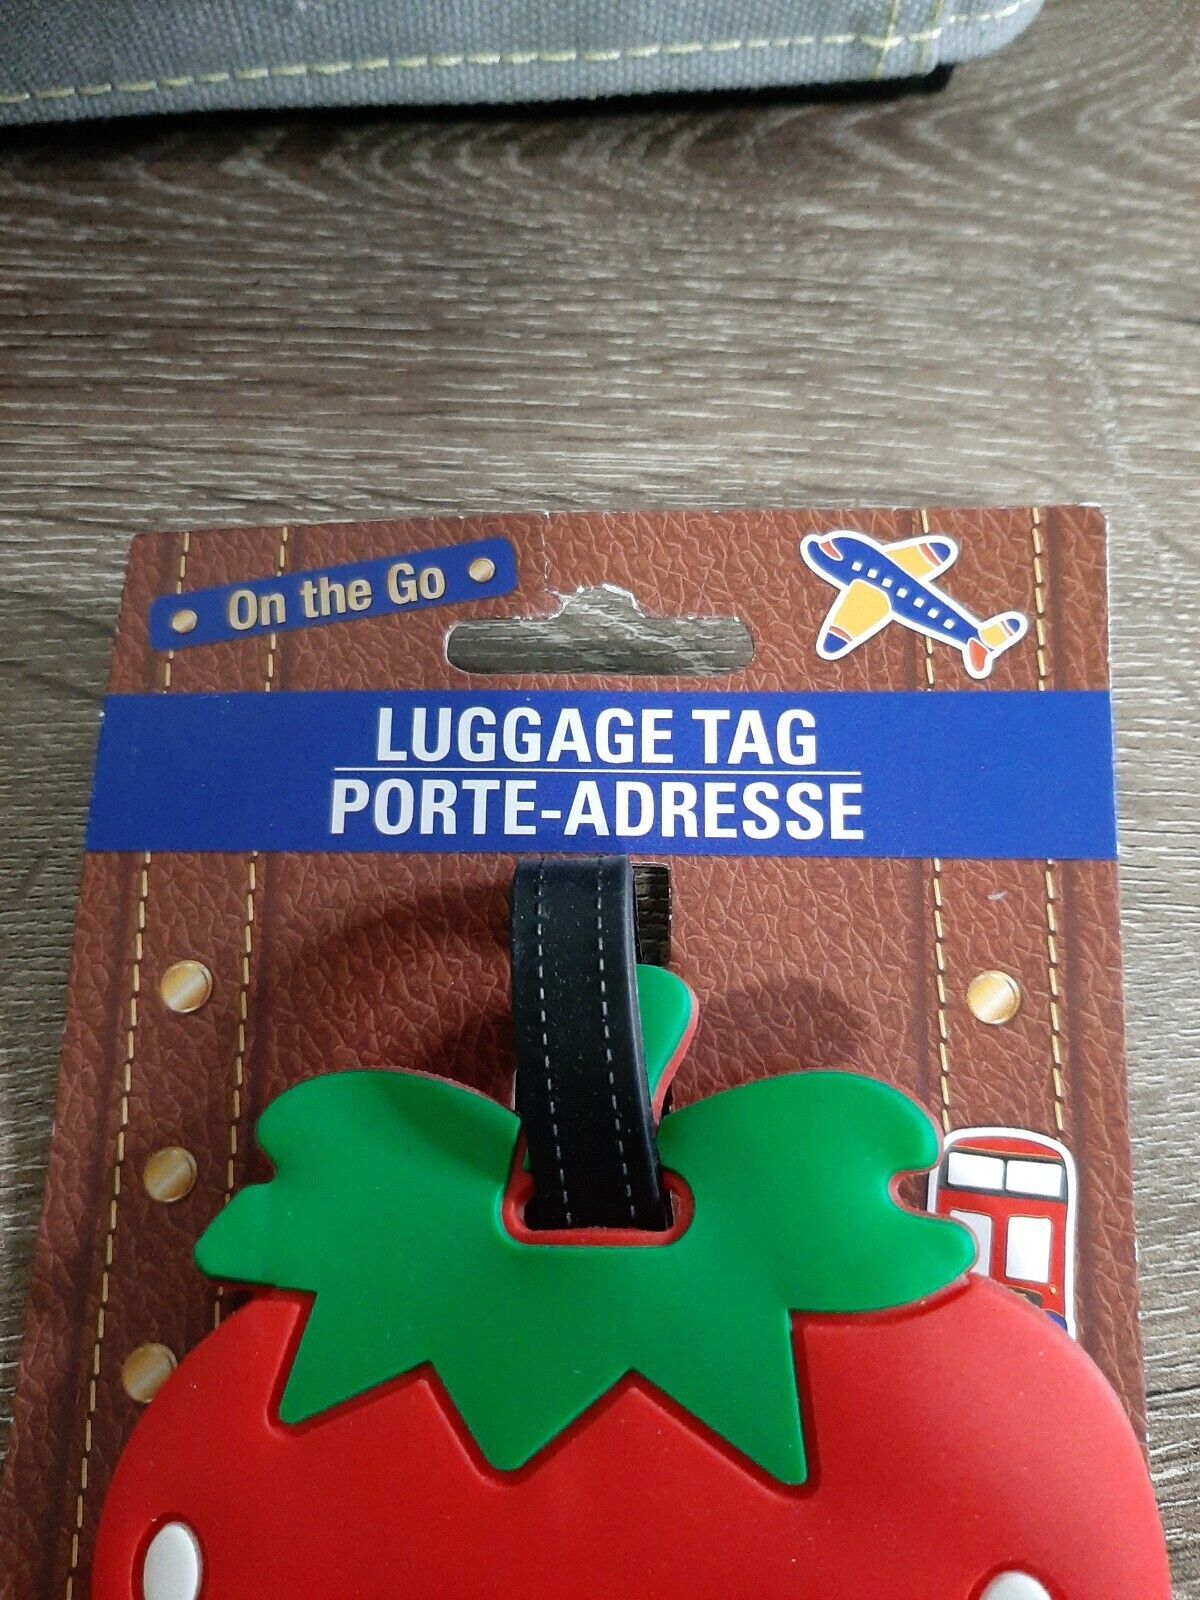 On the Go
LUGGAGE TAG
PORTE-ADRESSE